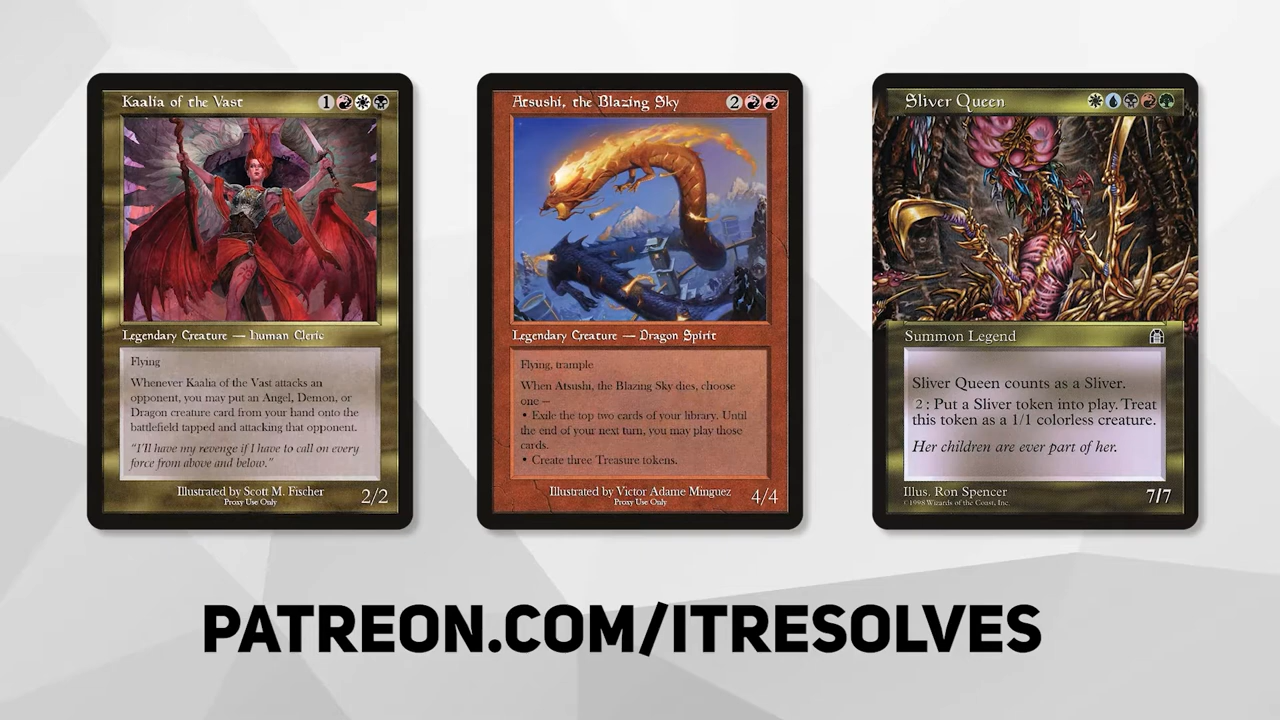 Kaalia of the Vast
1
Legendary Creature — Human Cleric
Flying
Whenever Kaalia of the Vast attacks an
opponent, you may put an Angel, Demon, or
Dragon creature card from your hand onto the
battlefield tapped and attacking that opponent.
"I'll have my revenge if I have to call on every
force from above and below."
Illustrated by Scott M. Fischer
Proxy Use Only
2/2
Atsushi, the Blazing Sky
2
Legendary Creature — Dragon Spirit
Flying, trample
When Atsushi, the Blazing Sky dies, choose
one —
• Exile the top two cards of your library. Until
the end of your next turn, you may play those
cards.
• Create three Treasure tokens.
Illustrated by Victor Adame Minguez
Proxy Use Only
4/4
Sliver Queen
Summon Legend
Sliver Queen counts as a Sliver.
2: Put a Sliver token into play. Treat
this token as a 1/1 colorless creature.
Her children are ever part of her.
Illus. Ron Spencer
©1998 Wizards of the Coast, Inc.
7/7
PATREON.COM/ITRESOLVES